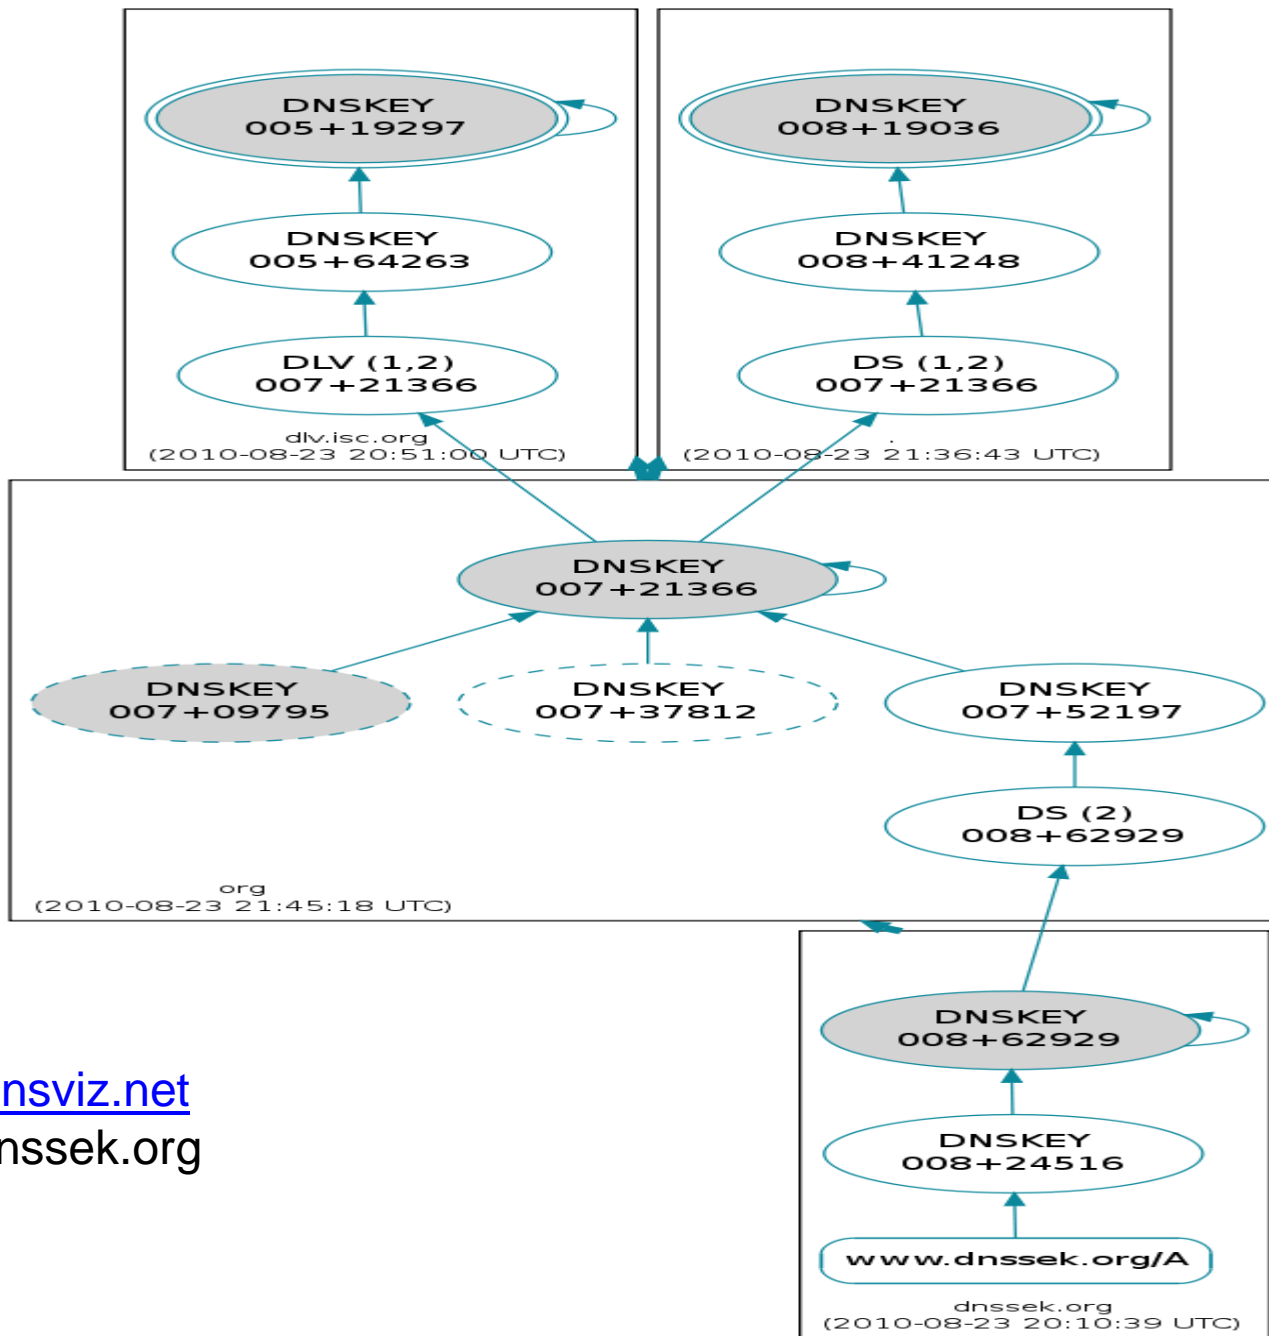 DNSKEY
005+19297
DNSKEY
005+64263
DLV (1,2)
007+21366
dlv.isc.org
(2010-08-23 20:51:00 UTC)
DNSKEY
008+19036
DNSKEY
008+41248
DS (1,2)
007+21366
.
(2010-08-23 21:36:43 UTC)
DNSKEY
007+21366
DNSKEY
007+09795
DNSKEY
007+37812
DNSKEY
007+52197
DS (2)
008+62929
org
(2010-08-23 21:45:18 UTC)
DNSKEY
008+62929
DNSKEY
008+24516
www.dnssek.org/A
dnssek.org
(2010-08-23 20:10:39 UTC)
nsviz.net
nssek.org